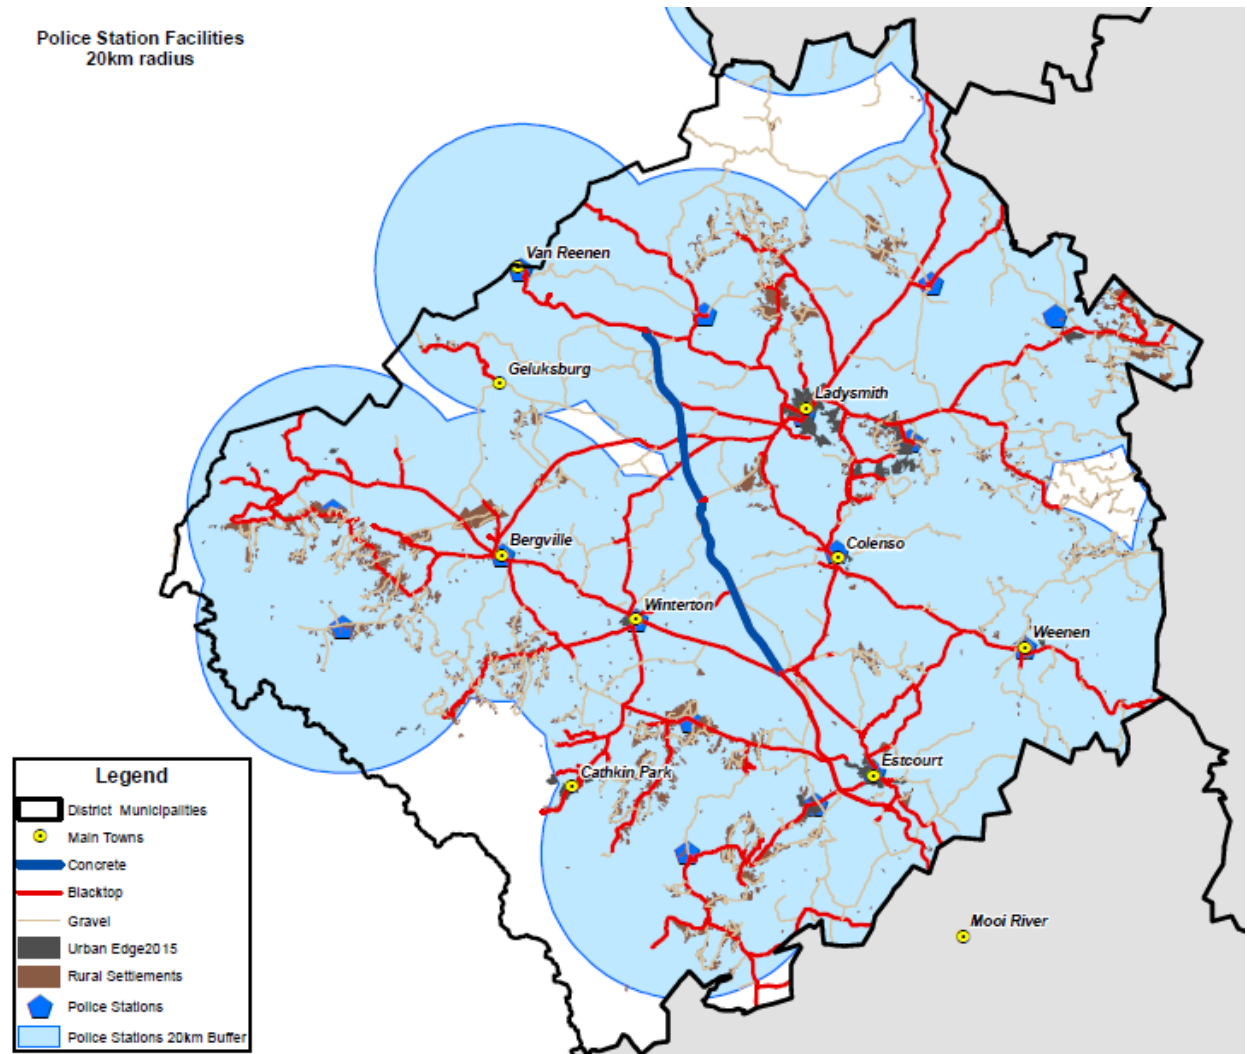 Police Station Facilities
20km radius
Van Reenen
Geluksburg
Ladysmith
Bergville
Colenso
Winterton
Weenen
Cathkin Park
Estcourt
Mooi River
Legend
District Municipalities
Main Towns
Concrete
Blacktop
Gravel
Urban Edge2015
Rural Settlements
Police Stations
Police Stations 20km Buffer